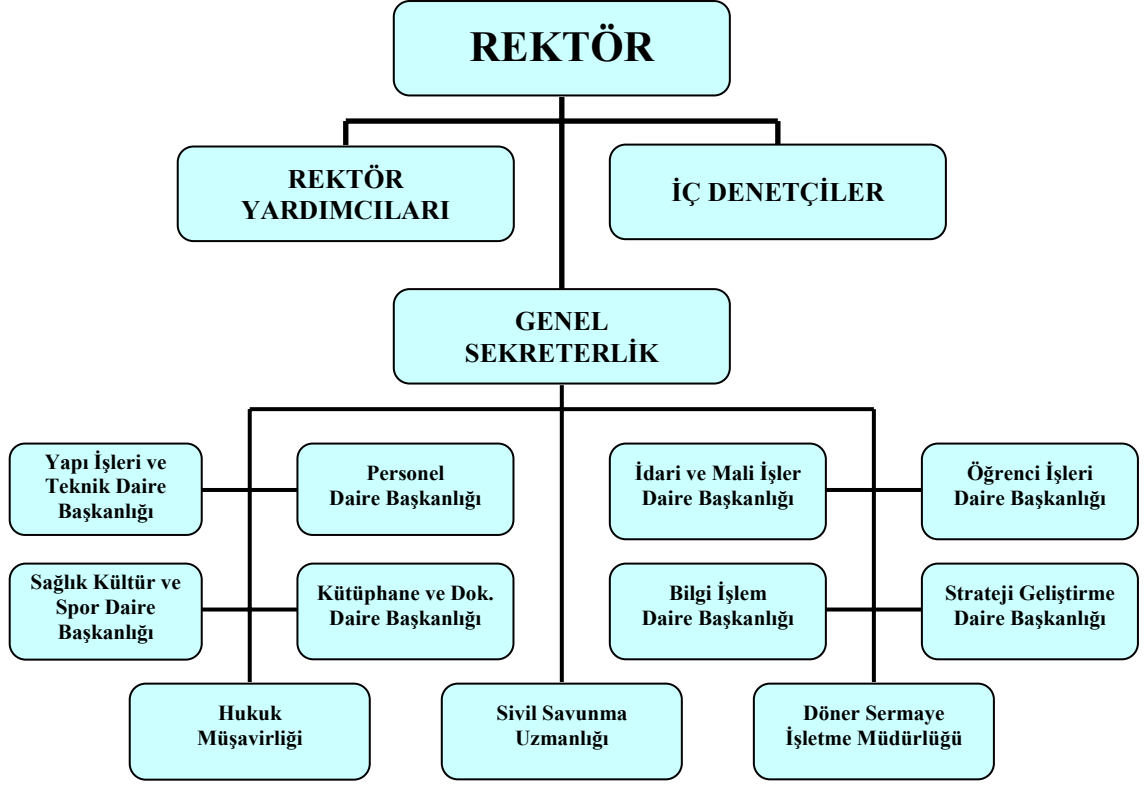 REKTÖR
REKTÖR
YARDIMCILARI
İÇ DENETÇİLER
GENEL
SEKRETERLİK
Yapı İşleri ve
Teknik Daire
Başkanlığı
Personel
Daire Başkanlığı
İdari ve Mali İşler
Daire Başkanlığı
Öğrenci İşleri
Daire Başkanlığı
Sağlık Kültür ve
Spor Daire
Başkanlığı
Kütüphane ve Dok.
Daire Başkanlığı
Bilgi İşlem
Daire Başkanlığı
Strateji Geliştirme
Daire Başkanlığı
Hukuk
Müşavirliği
Sivil Savunma
Uzmanlığı
Döner Sermaye
İşletme Müdürlüğü